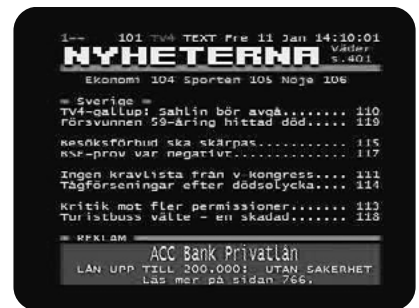 1-- 101 TV4 TEXT Fre 11 Jan 14:10:01
NYHETERNA Väder
s.401
Ekonomi 104 Sporten 105 Nöje 106
= Sverige =
TV4-gallup: Sahlin bör avgå........ 110
Försvunnen 59-åring hittad död..... 119
Besöksförbud ska skärpas........... 115
BSE-prov var negativt.............. 117
Ingen kravlista från v-kongress.... 111
Tågförseningar efter dödsolycka.... 114
Kritik mot fler permissioner....... 113
Turistbuss välte - en skadad....... 118
= REKLAM
ACC Bank Privatlån
LÅN UPP TILL 200.000: UTAN SÄKERHET
Läs mer på sidan 766.